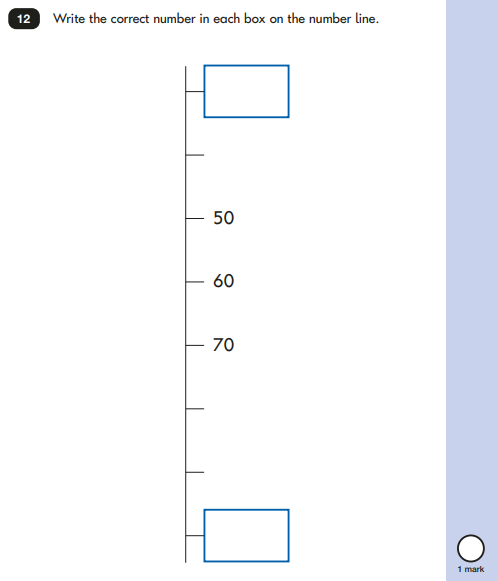 12 Write the correct number in each box on the number line.
50
60
70
1 mark